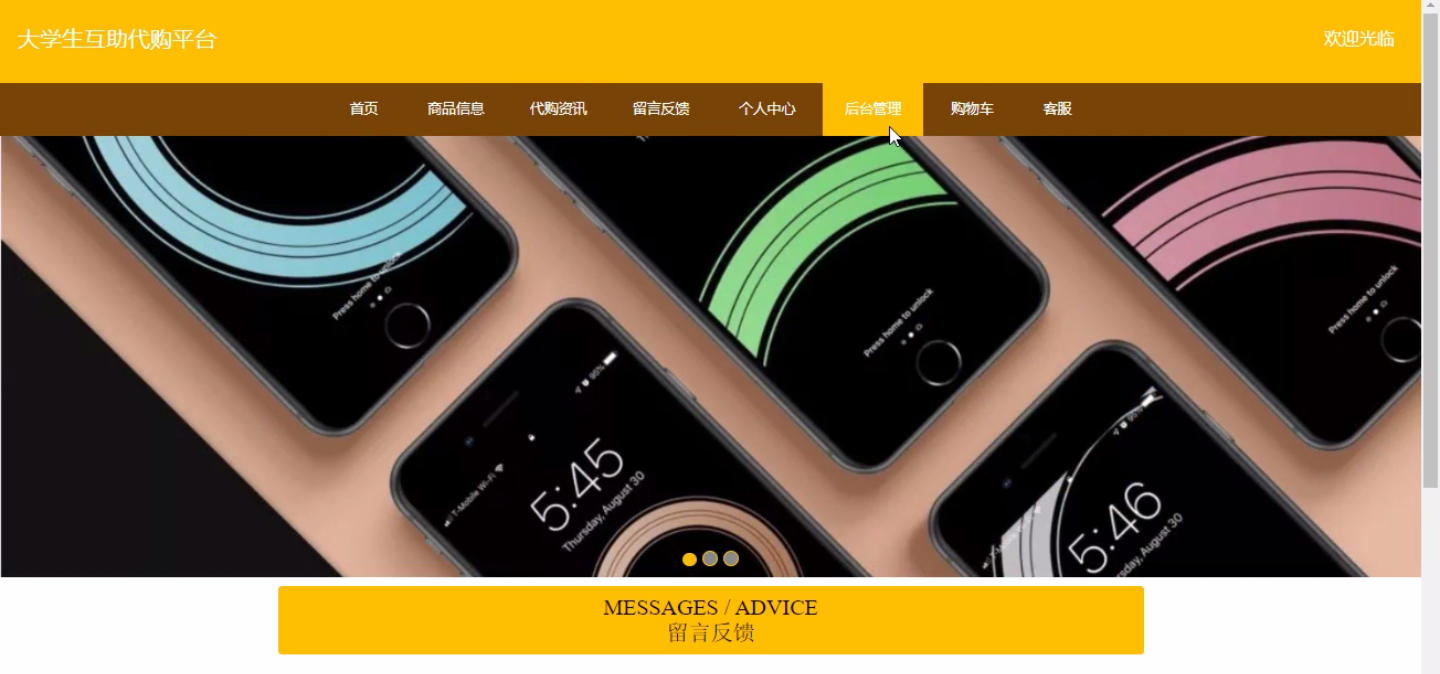 大学生互助代购平台
欢迎光临
首页 商品信息 代购资讯 留言反馈 个人中心 后台管理 购物车 客服
Press home to unlock
Press home to unlock
Press home to unlock
95%
95%
T-Mobile Wi-Fi
5:45
Thursday, August 30
5:46
rsday, August 30
MESSAGES / ADVICE
留言反馈